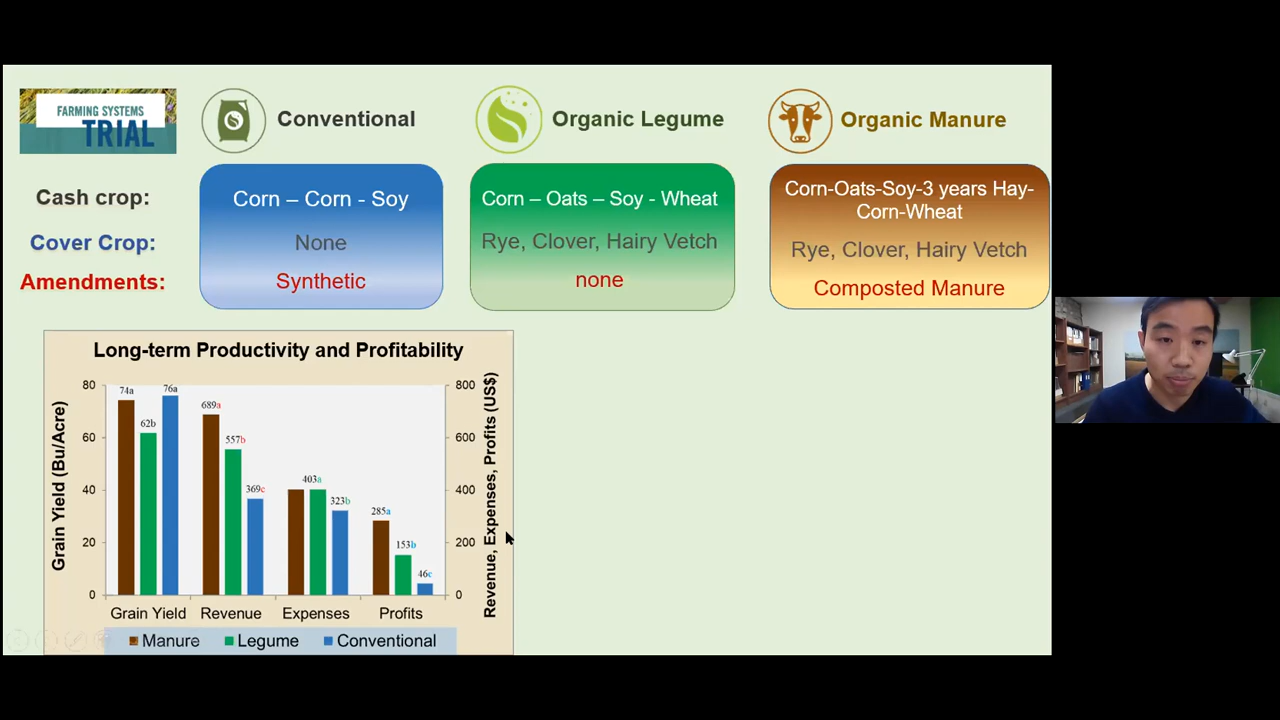 FARMING SYSTEMS
TRIAL
Conventional
Organic Legume
Organic Manure
Cash crop:
Corn – Corn - Soy
Corn – Oats – Soy - Wheat
Corn-Oats-Soy-3 years Hay-
Corn-Wheat
Cover Crop:
None
Rye, Clover, Hairy Vetch
Rye, Clover, Hairy Vetch
Amendments:
Synthetic
none
Composted Manure
Long-term Productivity and Profitability
Grain Yield (Bu/Acre)
80
60
40
20
0
74a
62b
76a
689a
557b
369c
403a
323b
285a
153b
46c
800
600
400
200
0
Revenue, Expenses, Profits (US$)
Grain Yield Revenue Expenses Profits
Manure Legume Conventional